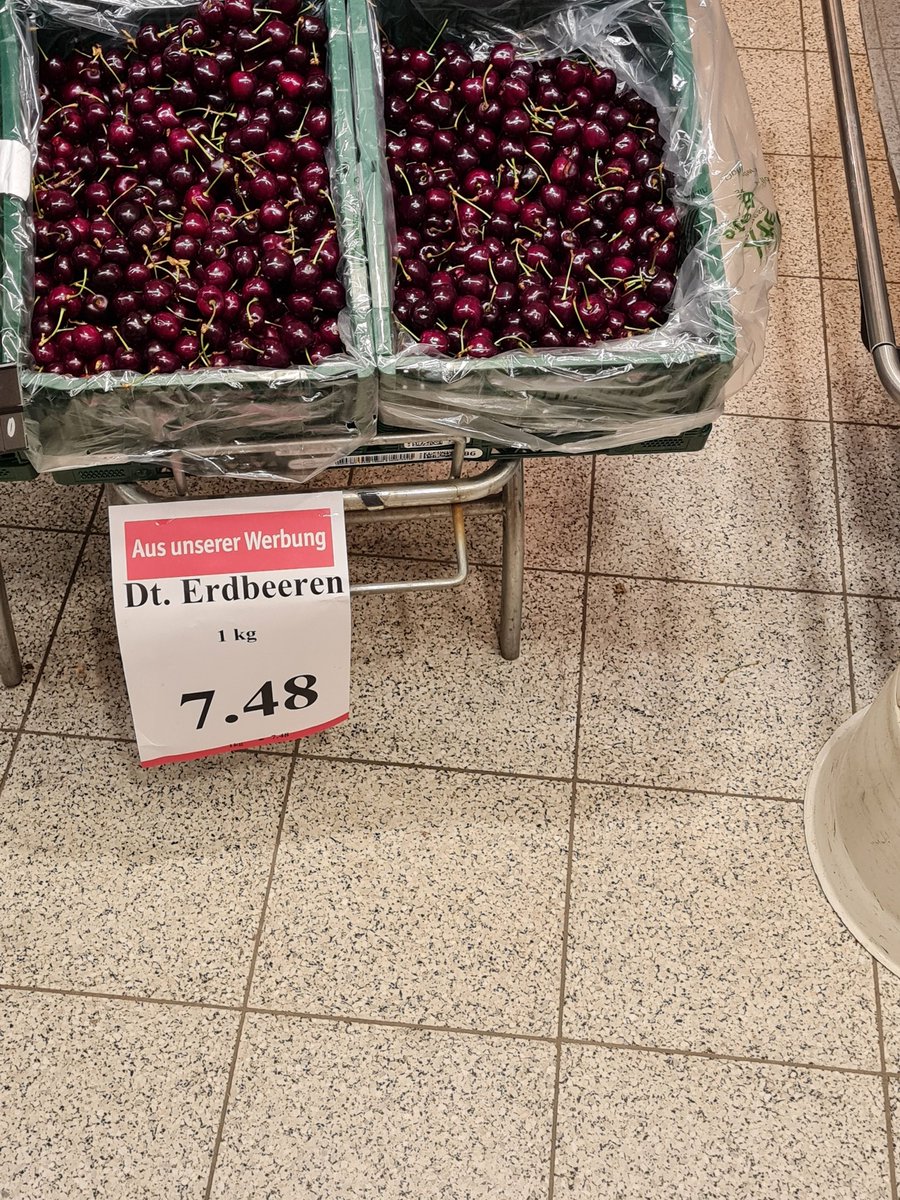 Aus unserer Werbung
Dt. Erdbeeren
1 kg
7.48